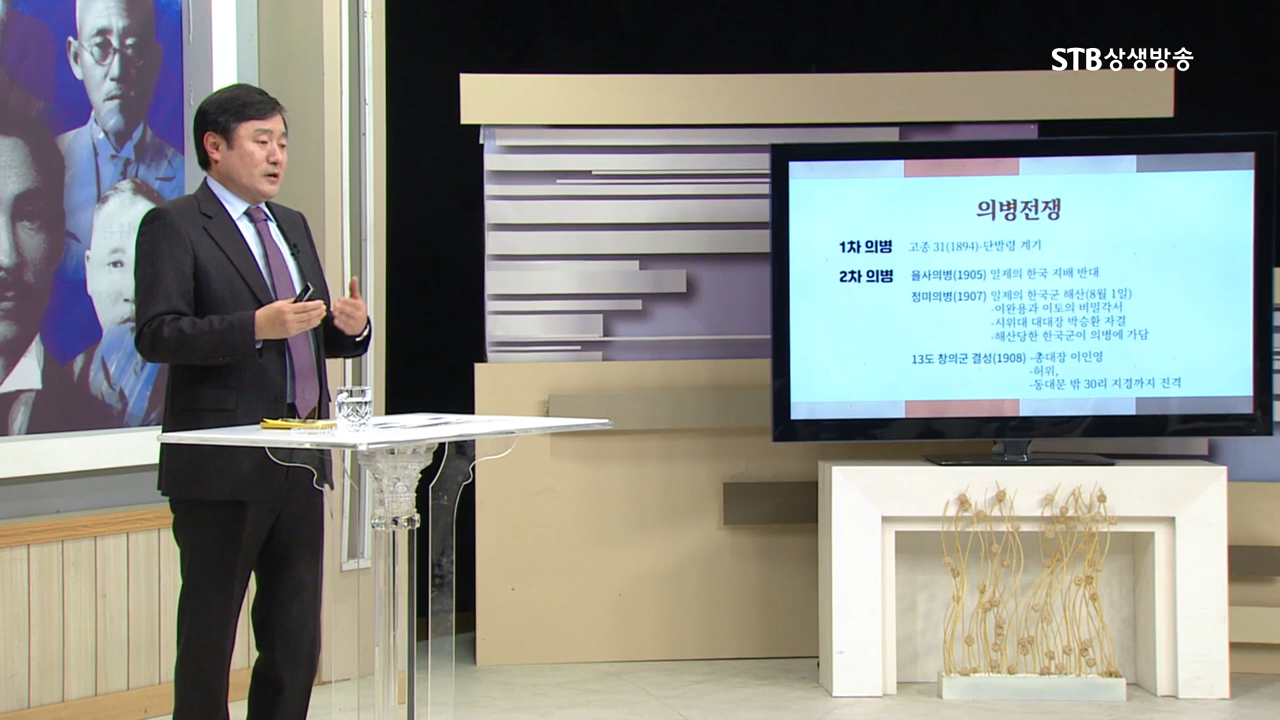 STB상생방송
의병전쟁
1차 의병 고종 31(1894)-단발령 계기
2차 의병 을사의병(1905) 일제의 한국 지배 반대
정미의병(1907) 일제의 한국군 해산(8월 1일)
-이완용과 이토의 비밀각서
-시위대 대대장 박승환 자결
-해산당한 한국군이 의병에 가담
13도 창의군 결성(1908) -총대장 이인영
-허위,
-동대문 밖 30리 지경까지 진격